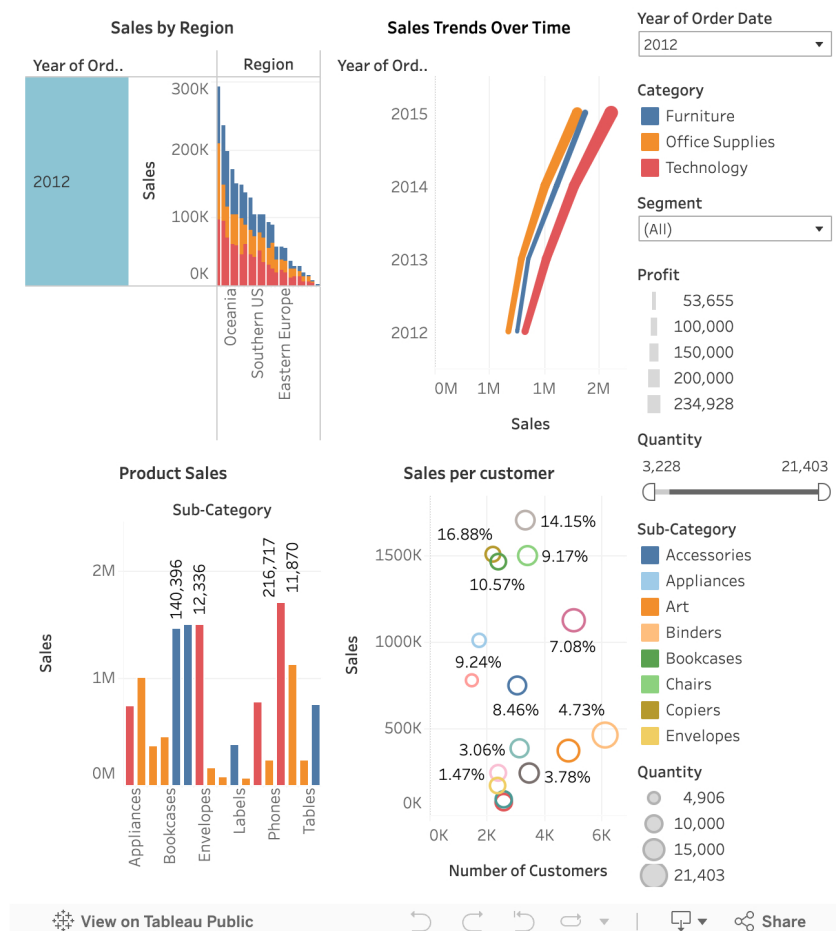 Sales by Region
Year of Ord..
Region
2012
Sales
300K
200K
100K
0K
Oceania
Southern US
Eastern Europe
Sales Trends Over Time
Year of Ord..
2015
2014
2013
2012
0M 1M 1M 2M
Sales
Year of Order Date
2012
Category
Furniture
Office Supplies
Technology
Segment
(All)
Profit
53,655
100,000
150,000
200,000
234,928
Quantity
3,228 21,403
Product Sales
Sub-Category
Sales
2M
1M
0M
140,396
12,336
216,717
11,870
Appliances
Bookcases
Envelopes
Labels
Phones
Tables
Sales per customer
Sales
1500K
1000K
500K
0K
14.15%
16.88%
9.17%
10.57%
7.08%
9.24%
8.46%
4.73%
3.06%
1.47%
3.78%
0K 2K 4K 6K
Number of Customers
Sub-Category
Accessories
Appliances
Art
Binders
Bookcases
Chairs
Copiers
Envelopes
Quantity
4,906
10,000
15,000
21,403
View on Tableau Public
Share